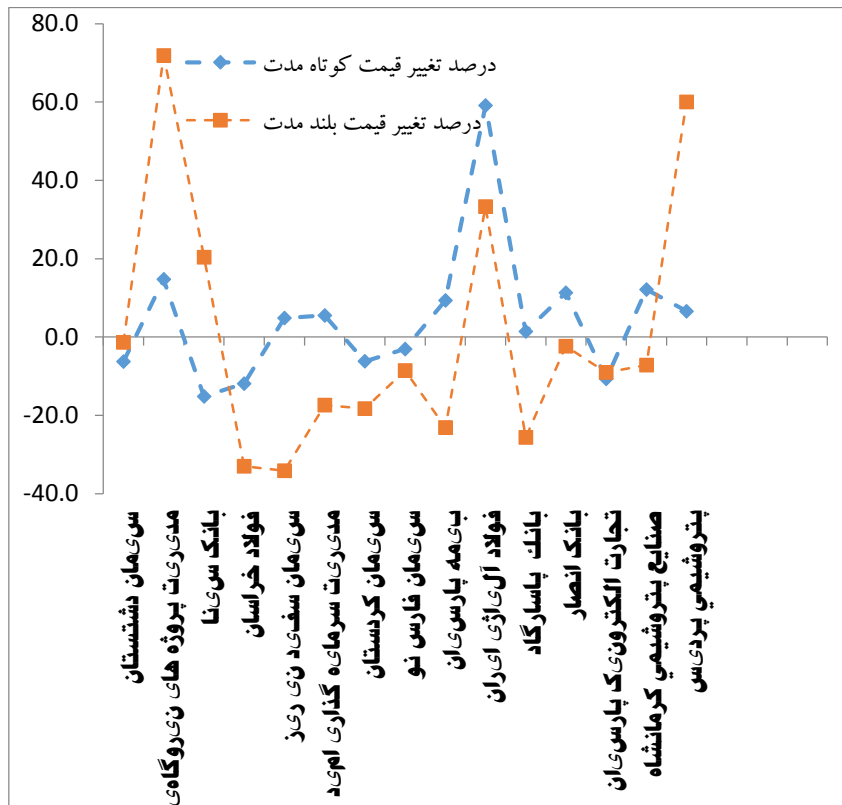 80.0
60.0
40.0
20.0
0.0
-20.0
-40.0
درصد تغییر قیمت کوتاه مدت
درصد تغییر قیمت بلند مدت
سیمان دشتستان
مدیریت پروژه های نیروگاهی
بانک سینا
فولاد خراسان
سیمان سفید نی ریز
مدیریت سرمایه گذاری امید
سیمان کردستان
سیمان فارس نو
بیمه پارسیان
فولاد آلیاژی ایران
بانك پاسارگاد
بانک انصار
تجارت الکترونیک پارسیان
صنایع پتروشیمي کرمانشاه
پتروشیمي پردیس